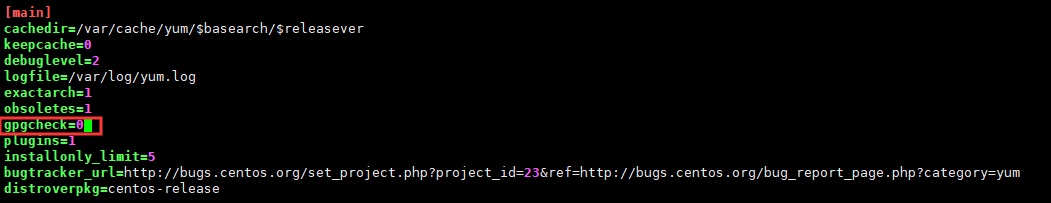 [main]
cachedir=/var/cache/yum/$basearch/$releasever
keepcache=0
debuglevel=2
logfile=/var/log/yum.log
exactarch=1
obsoletes=1
gpgcheck=0
plugins=1
installonly_limit=5
bugtracker_url=http://bugs.centos.org/set_project.php?project_id=23&ref=http://bugs.centos.org/bug_report_page.php?category=yum
distroverpkg=centos-release